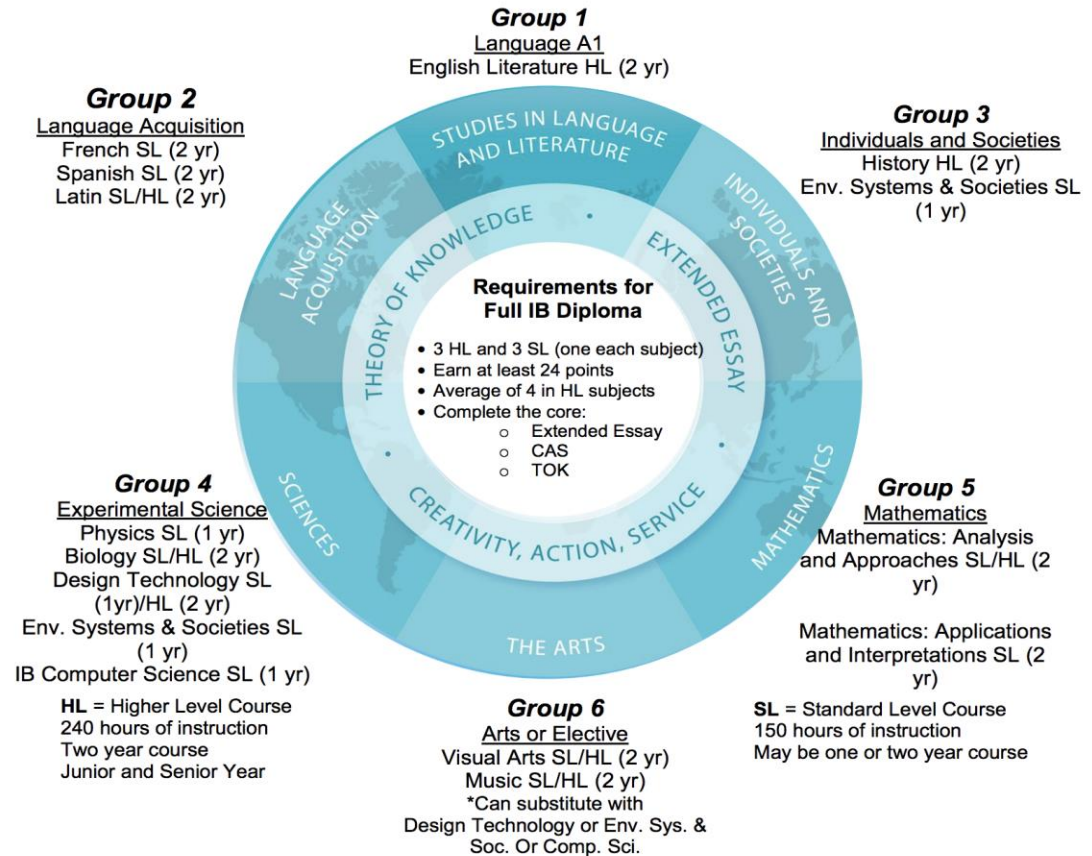 Group 1
Language A1
English Literature HL (2 yr)
Group 2
Language Acquisition
French SL (2 yr)
Spanish SL (2 yr)
Latin SL/HL (2 yr)
Group 3
Individuals and Societies
History HL (2 yr)
Env. Systems & Societies SL
(1 yr)
STUDIES IN LANGUAGE
AND LITERATURE
LANGUAGE
ACQUISITION
INDIVIDUALS AND
SOCIETIES
THEORY OF KNOWLEDGE
EXTENDED ESSAY
Requirements for
Full IB Diploma
• 3 HL and 3 SL (one each subject)
• Earn at least 24 points
• Average of 4 in HL subjects
• Complete the core:
o Extended Essay
o CAS
o TOK
CREATIVITY, ACTION, SERVICE
SCIENCES
MATHEMATICS
THE ARTS
Group 4
Experimental Science
Physics SL (1 yr)
Biology SL/HL (2 yr)
Design Technology SL
(1yr)/HL (2 yr)
Env. Systems & Societies SL
(1 yr)
IB Computer Science SL (1 yr)
HL = Higher Level Course
240 hours of instruction
Two year course
Junior and Senior Year
Group 5
Mathematics
Mathematics: Analysis
and Approaches SL/HL (2
yr)
Mathematics: Applications
and Interpretations SL (2
yr)
SL = Standard Level Course
150 hours of instruction
May be one or two year course
Group 6
Arts or Elective
Visual Arts SL/HL (2 yr)
Music SL/HL (2 yr)
*Can substitute with
Design Technology or Env. Sys. &
Soc. Or Comp. Sci.